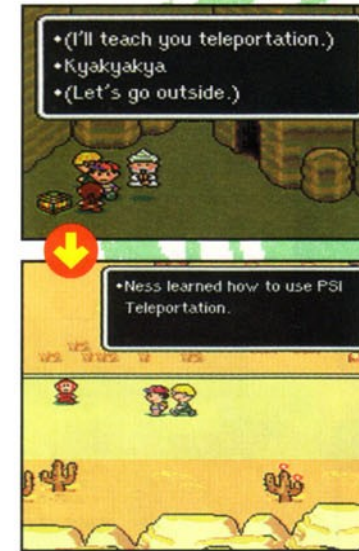 •(I'll teach you teleportation.)
•Kyakyakya
•(Let's go outside.)
•Ness learned how to use PSI
Teleportation.